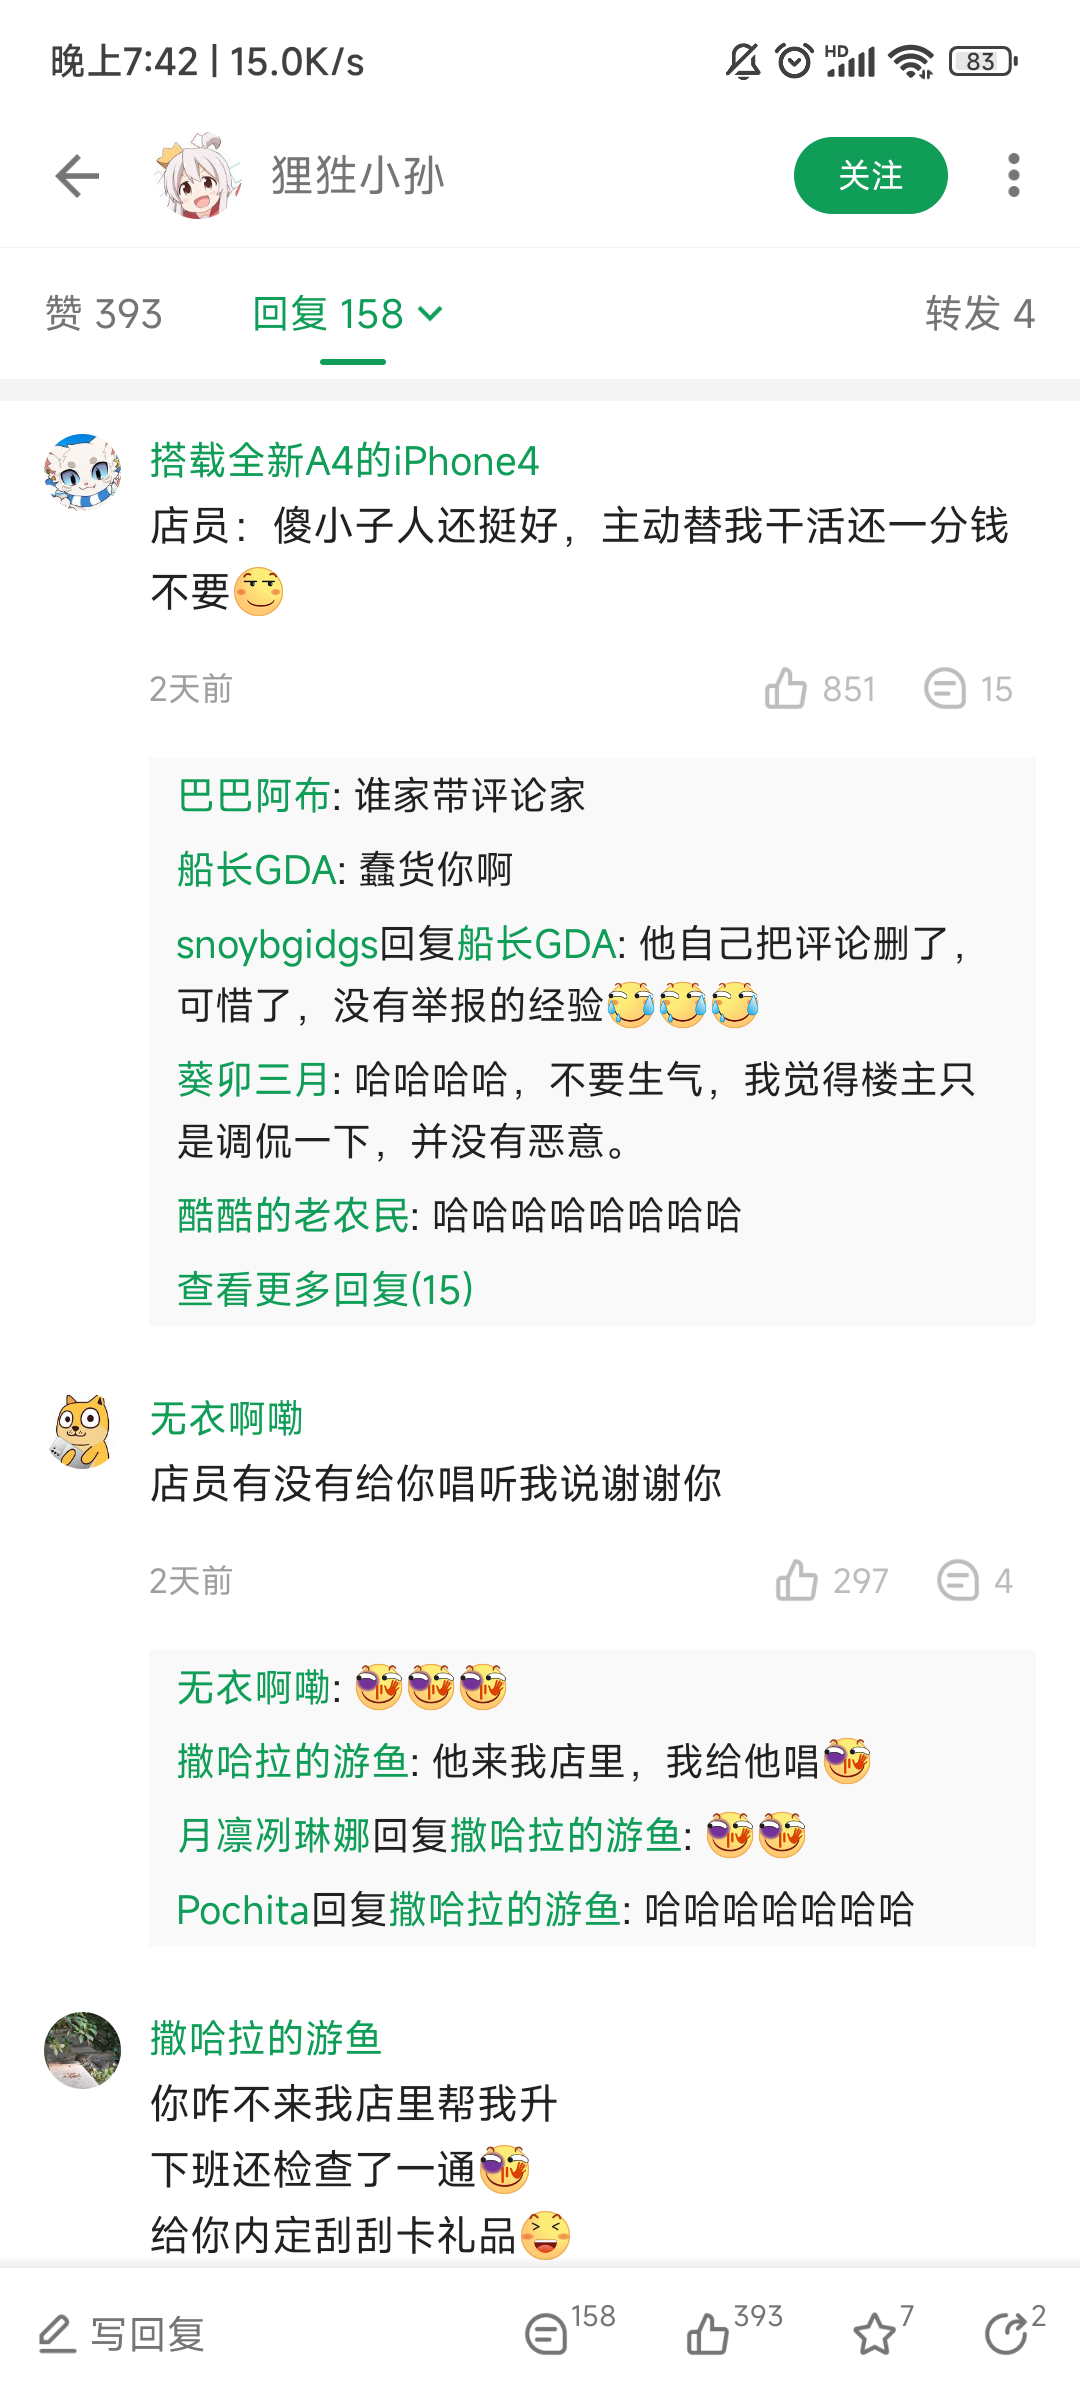 晚上7:42 | 15.0K/s
HD
83
狸狌小孙
关注
赞 393
回复 158
转发 4
搭载全新A4的iPhone4
店员：傻小子人还挺好，主动替我干活还一分钱
不要
2天前
851
15
巴巴阿布: 谁家带评论家
船长GDA: 蠢货你啊
snoybgidgs回复船长GDA: 他自己把评论删了，
可惜了，没有举报的经验
葵卯三月: 哈哈哈哈，不要生气，我觉得楼主只
是调侃一下，并没有恶意。
酷酷的老农民: 哈哈哈哈哈哈哈哈
查看更多回复(15)
无衣啊嘞
店员有没有给你唱听我说谢谢你
2天前
297
4
无衣啊嘞:
撒哈拉的游鱼: 他来我店里，我给他唱
月凛冽琳娜回复撒哈拉的游鱼:
Pochita回复撒哈拉的游鱼: 哈哈哈哈哈哈哈
撒哈拉的游鱼
你咋不来我店里帮我升
下班还检查了一通
给你内定刮刮卡礼品
写回复
158
393
7
2